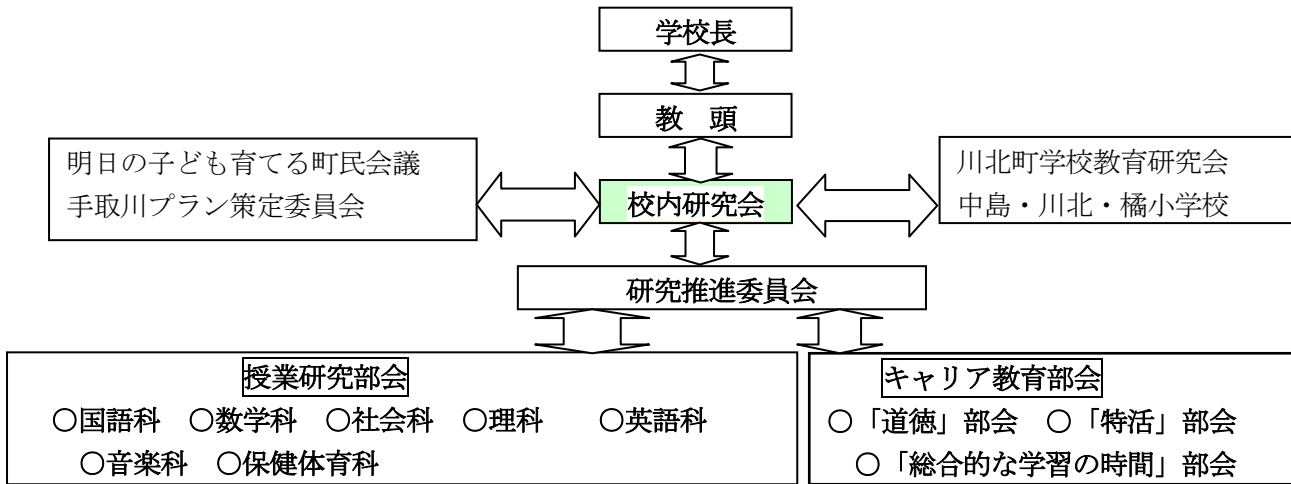 学校長
教　頭
明日の子ども育てる町民会議
手取川プラン策定委員会
校内研究会
川北町学校教育研究会
中島・川北・橘小学校
研究推進委員会
授業研究部会
○国語科　○数学科　○社会科　○理科　　○英語科
○音楽科　○保健体育科
キャリア教育部会
○「道徳」部会　○「特活」部会
○「総合的な学習の時間」部会